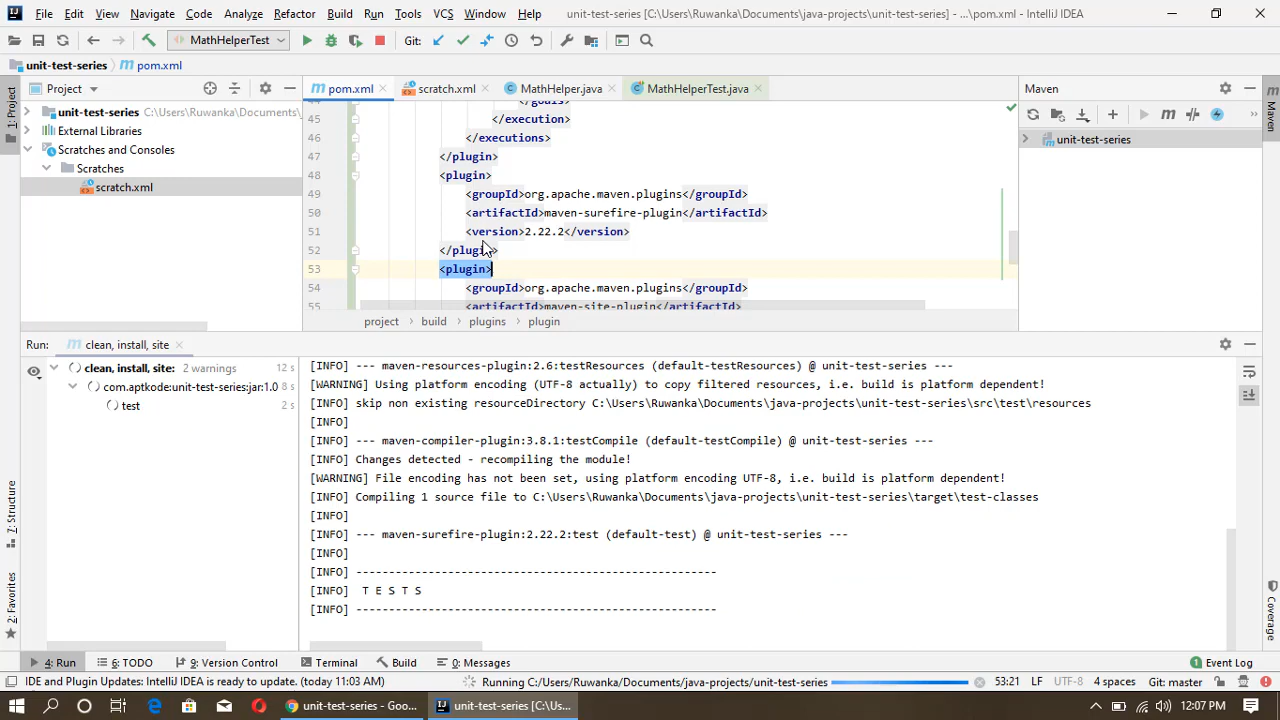 File Edit View Navigate Code Analyze Refactor Build Run Tools VCS Window Help unit-test-series [C:\Users\Ruwanka\Documents\java-projects\unit-test-series] - ...\pom.xml - IntelliJ IDEA
MathHelperTest Git:
unit-test-series pom.xml
Project
pom.xml scratch.xml MathHelper.java MathHelperTest.java
Maven
1: Project
unit-test-series C:\Users\Ruwanka\Documents\
External Libraries
Scratches and Consoles
Scratches
scratch.xml
unit-test-series
Maven
44 </goals>
45 </execution>
46 </executions>
47 </plugin>
48 <plugin>
49 <groupId>org.apache.maven.plugins</groupId>
50 <artifactId>maven-surefire-plugin</artifactId>
51 <version>2.22.2</version>
52 </plugin>
53 <plugin>
54 <groupId>org.apache.maven.plugins</groupId>
55 <artifactId>maven-site-plugin</artifactId>
project build plugins plugin
Run: clean, install, site
clean, install, site: 2 warnings 12 s
com.aptkode:unit-test-series:jar:1.0 8 s
test 2 s
[INFO] --- maven-resources-plugin:2.6:testResources (default-testResources) @ unit-test-series ---
[WARNING] Using platform encoding (UTF-8 actually) to copy filtered resources, i.e. build is platform dependent!
[INFO] skip non existing resourceDirectory C:\Users\Ruwanka\Documents\java-projects\unit-test-series\src\test\resources
[INFO]
[INFO] --- maven-compiler-plugin:3.8.1:testCompile (default-testCompile) @ unit-test-series ---
[INFO] Changes detected - recompiling the module!
[WARNING] File encoding has not been set, using platform encoding UTF-8, i.e. build is platform dependent!
[INFO] Compiling 1 source file to C:\Users\Ruwanka\Documents\java-projects\unit-test-series\target\test-classes
[INFO]
[INFO] --- maven-surefire-plugin:2.22.2:test (default-test) @ unit-test-series ---
[INFO]
[INFO] -------------------------------------------------------
[INFO]  T E S T S
[INFO] -------------------------------------------------------
7: Structure
2: Favorites
Coverage
4: Run 6: TODO 9: Version Control Terminal Build 0: Messages Event Log
IDE and Plugin Updates: IntelliJ IDEA is ready to update. (today 11:03 AM) Running C:/Users/Ruwanka/Documents/java-projects/unit-test-series 53:21 LF UTF-8 4 spaces Git: master
unit-test-series - Goo... unit-test-series [C:\Us... 12:07 PM